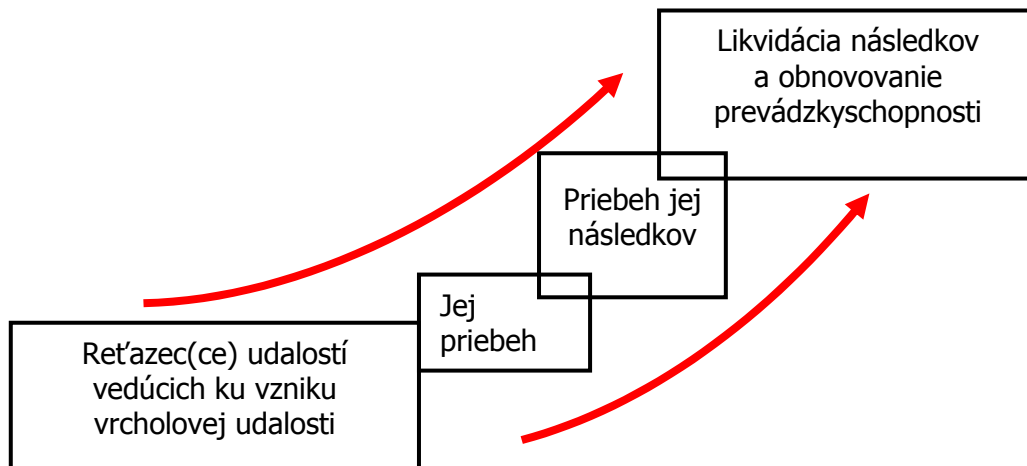 Likvidácia následkov
a obnovovanie
prevádzkyschopnosti
Priebeh jej
následkov
Jej
priebeh
Reťazec(ce) udalostí
vedúcich ku vzniku
vrcholovej udalosti